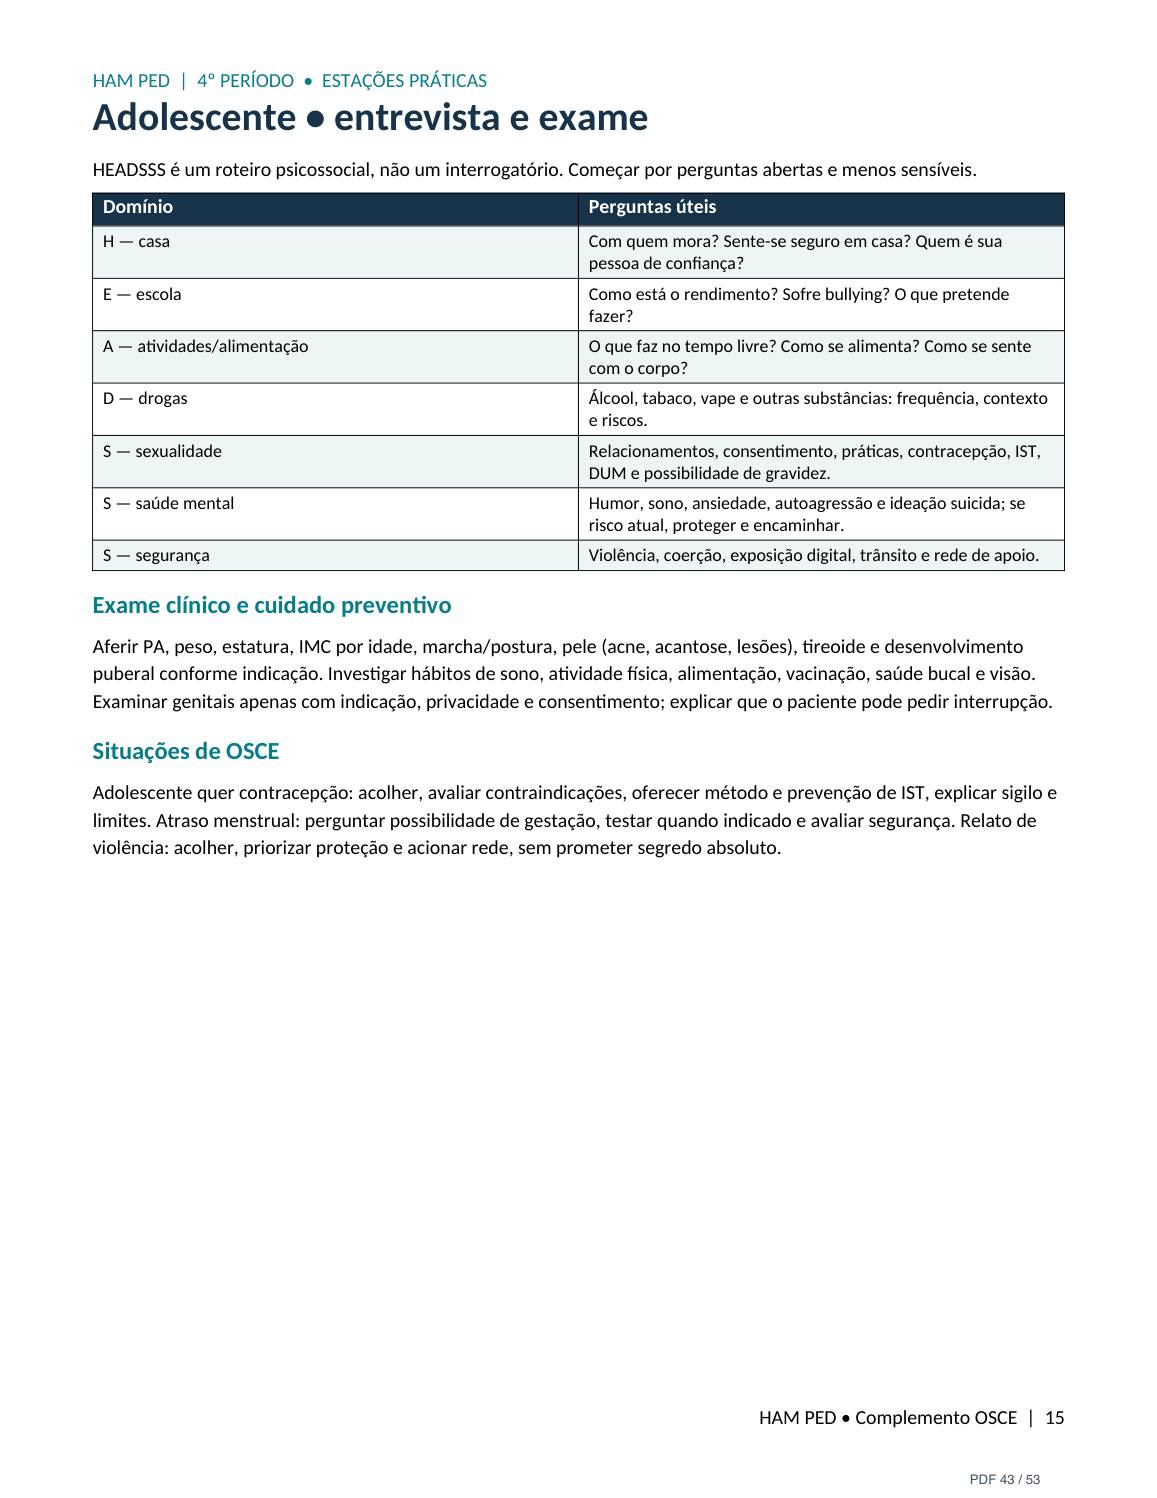 HAM PED | 4º PERÍODO • ESTAÇÕES PRÁTICAS
Adolescente • entrevista e exame
HEADSSS é um roteiro psicossocial, não um interrogatório. Começar por perguntas abertas e menos sensíveis.
Domínio
Perguntas úteis
H — casa
Com quem mora? Sente-se seguro em casa? Quem é sua
pessoa de confiança?
E — escola
Como está o rendimento? Sofre bullying? O que pretende
fazer?
A — atividades/alimentação
O que faz no tempo livre? Como se alimenta? Como se sente
com o corpo?
D — drogas
Álcool, tabaco, vape e outras substâncias: frequência, contexto
e riscos.
S — sexualidade
Relacionamentos, consentimento, práticas, contracepção, IST,
DUM e possibilidade de gravidez.
S — saúde mental
Humor, sono, ansiedade, autoagressão e ideação suicida; se
risco atual, proteger e encaminhar.
S — segurança
Violência, coerção, exposição digital, trânsito e rede de apoio.
Exame clínico e cuidado preventivo
Aferir PA, peso, estatura, IMC por idade, marcha/postura, pele (acne, acantose, lesões), tireoide e desenvolvimento
puberal conforme indicação. Investigar hábitos de sono, atividade física, alimentação, vacinação, saúde bucal e visão.
Examinar genitais apenas com indicação, privacidade e consentimento; explicar que o paciente pode pedir interrupção.
Situações de OSCE
Adolescente quer contracepção: acolher, avaliar contraindicações, oferecer método e prevenção de IST, explicar sigilo e
limites. Atraso menstrual: perguntar possibilidade de gestação, testar quando indicado e avaliar segurança. Relato de
violência: acolher, priorizar proteção e acionar rede, sem prometer segredo absoluto.
HAM PED • Complemento OSCE | 15
PDF 43 / 53